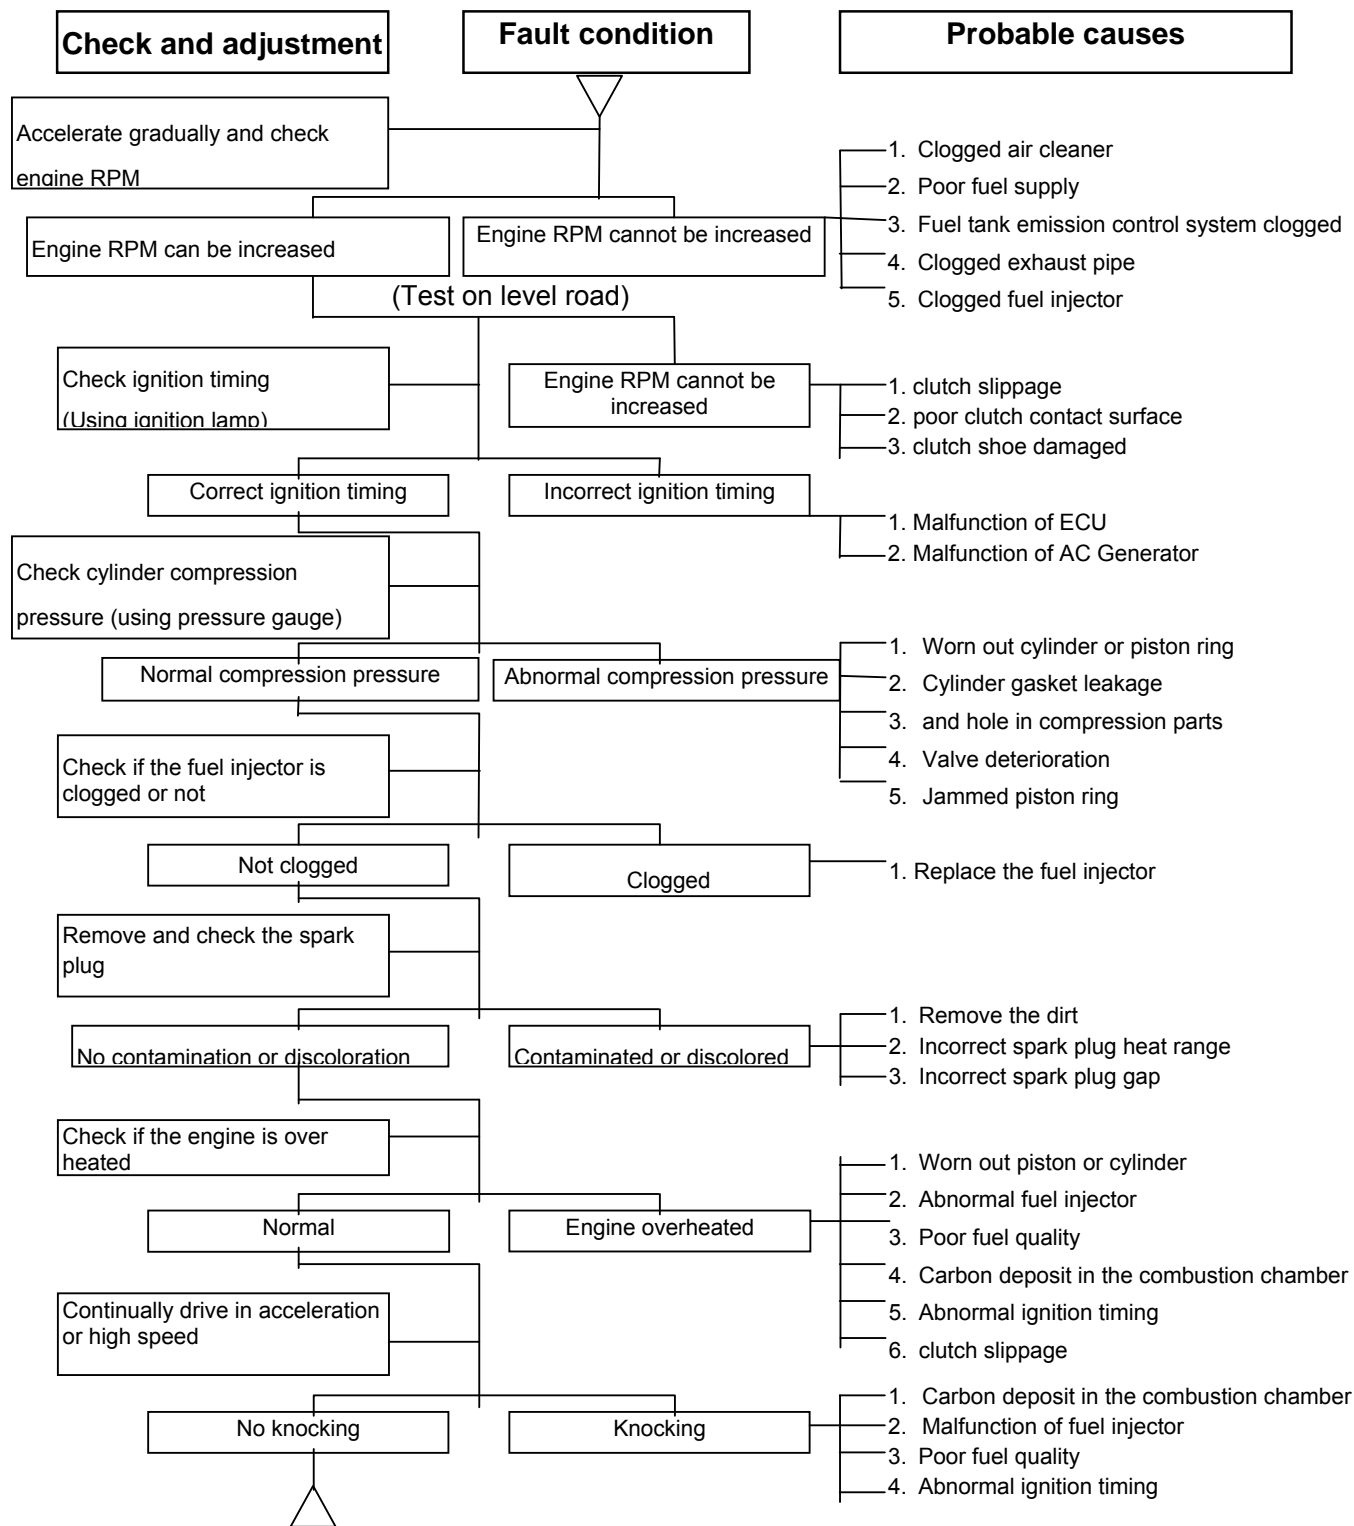 Check and adjustment
Fault condition
Probable causes
Accelerate gradually and check
engine RPM
1. Clogged air cleaner
2. Poor fuel supply
3. Fuel tank emission control system clogged
4. Clogged exhaust pipe
5. Clogged fuel injector
Engine RPM can be increased
Engine RPM cannot be increased
(Test on level road)
Check ignition timing
(Using ignition lamp)
Engine RPM cannot be
increased
1. clutch slippage
2. poor clutch contact surface
3. clutch shoe damaged
Correct ignition timing
Incorrect ignition timing
1. Malfunction of ECU
2. Malfunction of AC Generator
Check cylinder compression
pressure (using pressure gauge)
Normal compression pressure
Abnormal compression pressure
1. Worn out cylinder or piston ring
2. Cylinder gasket leakage
3. and hole in compression parts
4. Valve deterioration
5. Jammed piston ring
Check if the fuel injector is
clogged or not
Not clogged
Clogged
1. Replace the fuel injector
Remove and check the spark
plug
No contamination or discoloration
Contaminated or discolored
1. Remove the dirt
2. Incorrect spark plug heat range
3. Incorrect spark plug gap
Check if the engine is over
heated
Normal
Engine overheated
1. Worn out piston or cylinder
2. Abnormal fuel injector
3. Poor fuel quality
4. Carbon deposit in the combustion chamber
5. Abnormal ignition timing
6. clutch slippage
Continually drive in acceleration
or high speed
No knocking
Knocking
1. Carbon deposit in the combustion chamber
2. Malfunction of fuel injector
3. Poor fuel quality
4. Abnormal ignition timing